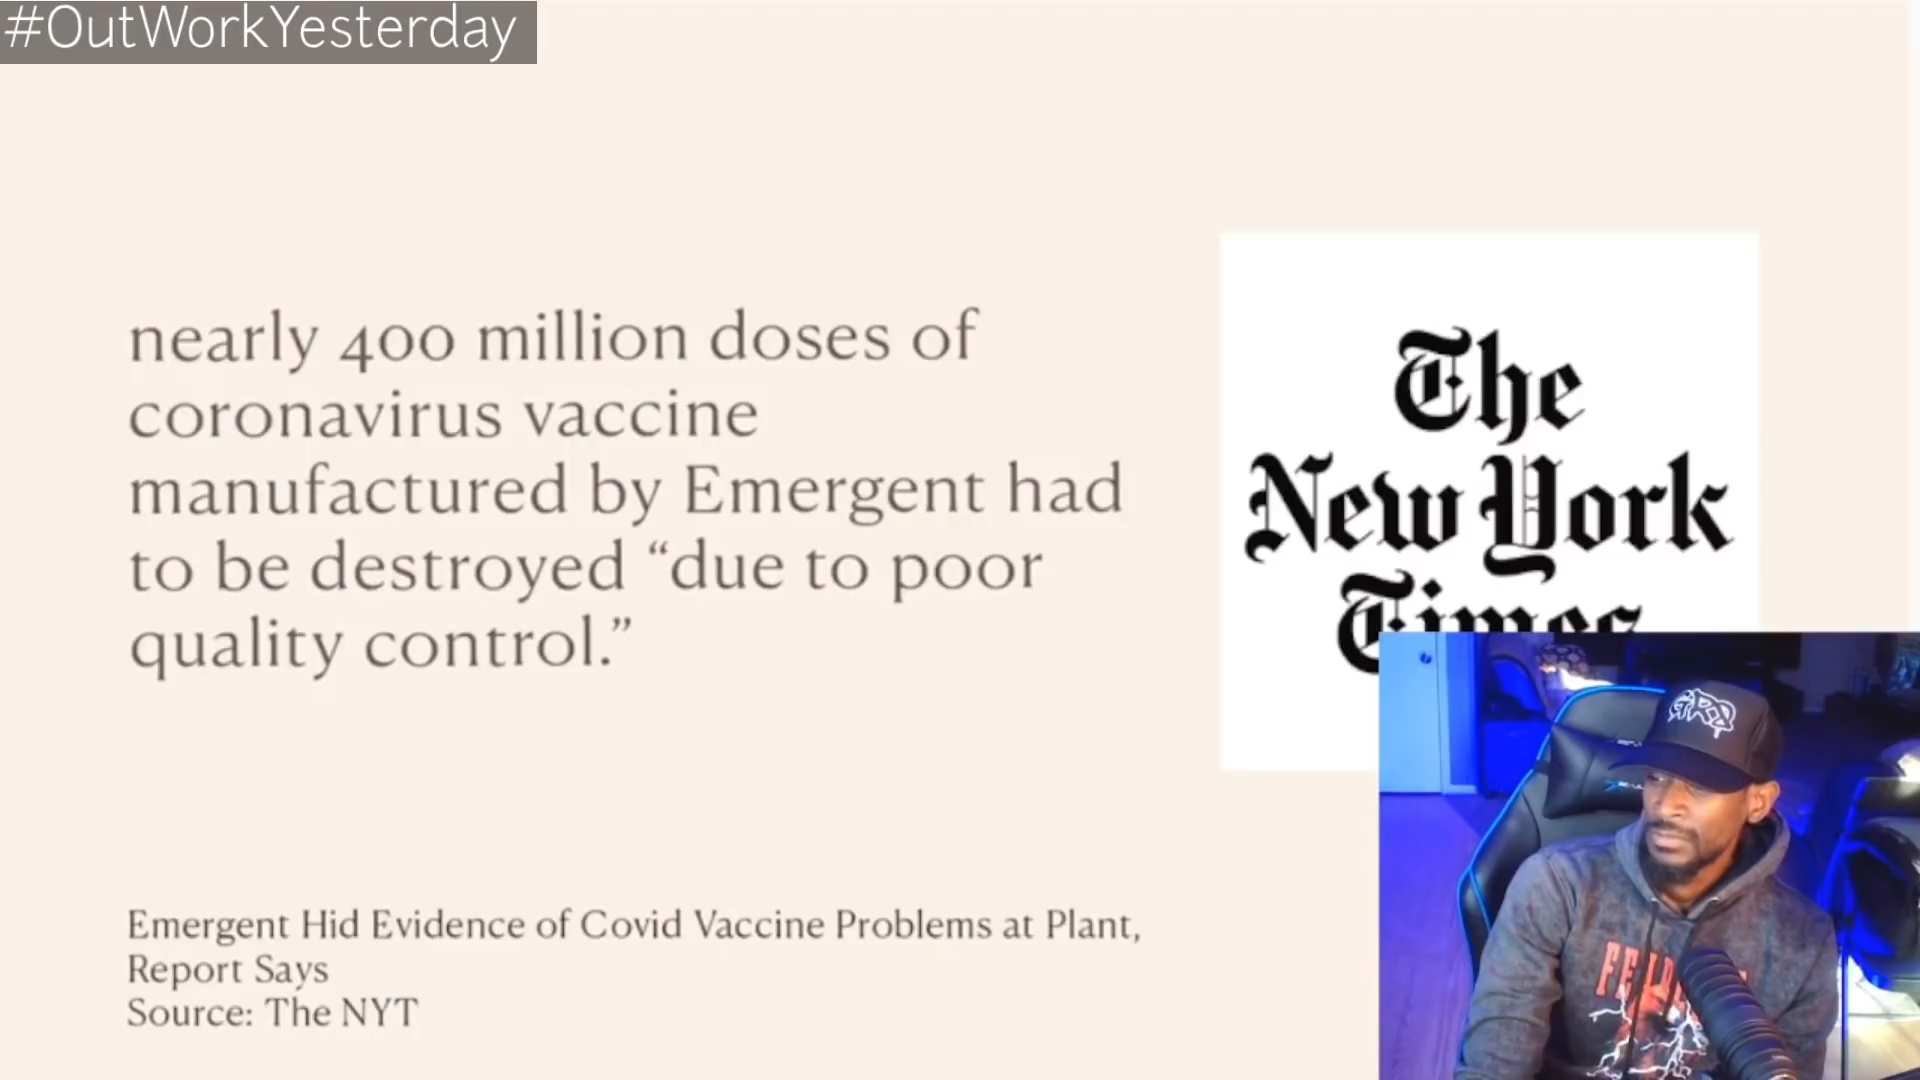 #OutWorkYesterday
nearly 400 million doses of
coronavirus vaccine
manufactured by Emergent had
to be destroyed “due to poor
quality control.”
The
New York
Times
Emergent Hid Evidence of Covid Vaccine Problems at Plant,
Report Says
Source: The NYT